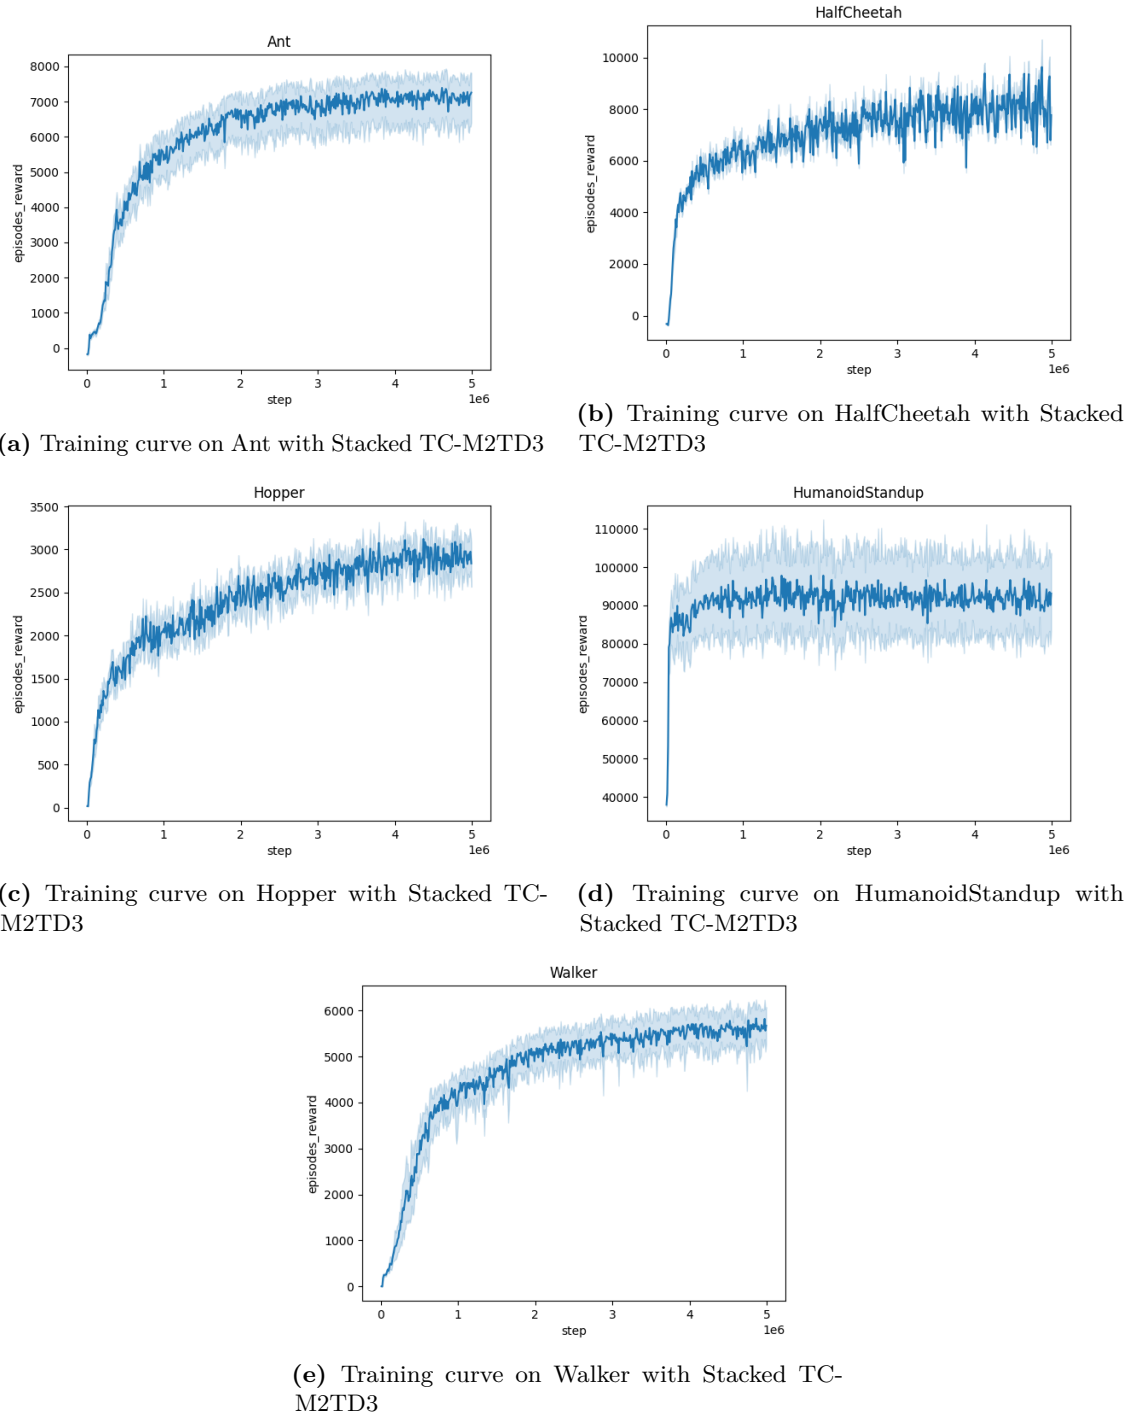 Ant
8000
7000
6000
5000
4000
3000
2000
1000
0
episodes_reward
0 1 2 3 4 5
1e6
step
(a) Training curve on Ant with Stacked TC-M2TD3
HalfCheetah
10000
8000
6000
4000
2000
0
episodes_reward
0 1 2 3 4 5
1e6
step
(b) Training curve on HalfCheetah with Stacked
TC-M2TD3
Hopper
3500
3000
2500
2000
1500
1000
500
0
episodes_reward
0 1 2 3 4 5
1e6
step
(c) Training curve on Hopper with Stacked TC-
M2TD3
HumanoidStandup
110000
100000
90000
80000
70000
60000
50000
40000
episodes_reward
0 1 2 3 4 5
1e6
step
(d) Training curve on HumanoidStandup with
Stacked TC-M2TD3
Walker
6000
5000
4000
3000
2000
1000
0
episodes_reward
0 1 2 3 4 5
1e6
step
(e) Training curve on Walker with Stacked TC-
M2TD3